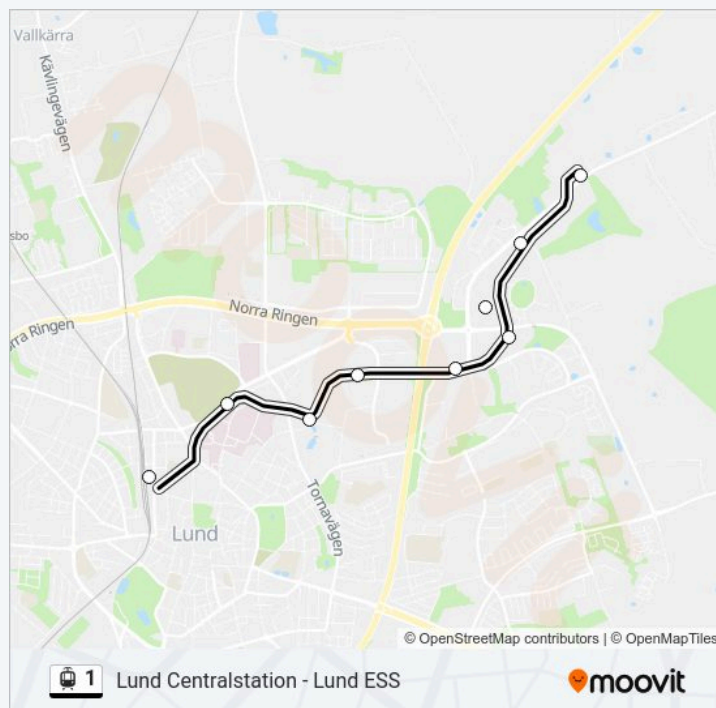 Vallkärra
Kävlingevägen
sbo
Norra Ringen
rra Ringen
Tornavägen
Lund
© OpenStreetMap contributors | © OpenMapTiles
1 Lund Centralstation - Lund ESS
moovit